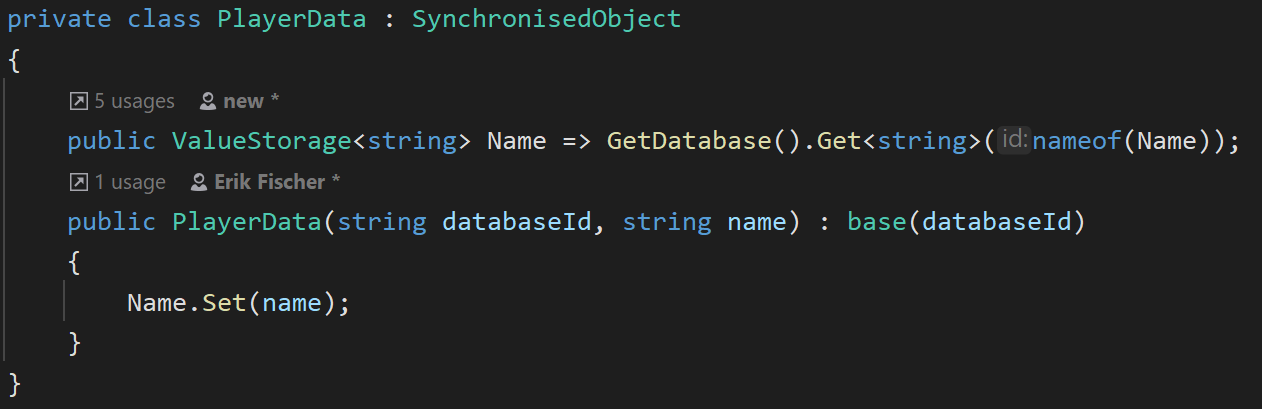 private class PlayerData : SynchronisedObject
{
5 usages new *
public ValueStorage<string> Name => GetDatabase().Get<string>(id:nameof(Name));
1 usage Erik Fischer *
public PlayerData(string databaseId, string name) : base(databaseId)
{
Name.Set(name);
}
}